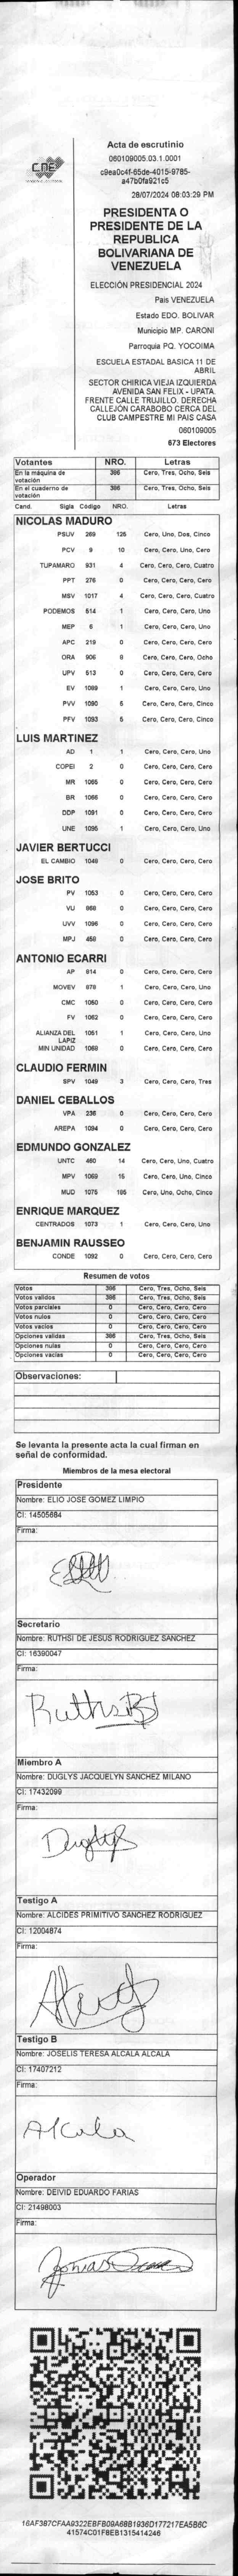 CNE
Acta de escrutinio
060109005.03.1.0001
c9ea0c4f-65de-4015-9785-
a47b0fa921c5
28/07/2024 08:03:29 PM
PRESIDENTA O
PRESIDENTE DE LA
REPUBLICA
BOLIVARIANA DE
VENEZUELA
ELECCIÓN PRESIDENCIAL 2024
Pais VENEZUELA
Estado EDO. BOLIVAR
Municipio MP. CARONI
Parroquia PQ. YOCOIMA
ESCUELA ESTADAL BASICA 11 DE
ABRIL
SECTOR CHIRICA VIEJA IZQUIERDA
AVENIDA SAN FELIX - UPATA.
FRENTE CALLE TRUJILLO. DERECHA
CALLEJÓN CARABOBO CERCA DEL
CLUB CAMPESTRE MI PAIS CASA
060109005
673 Electores
Votantes NRO. Letras
En la máquina de votación 386 Cero, Tres, Ocho, Seis
En el cuaderno de votación 386 Cero, Tres, Ocho, Seis
Cand. Sigla Código NRO. Letras
NICOLAS MADURO
PSUV 289 125 Cero, Uno, Dos, Cinco
PCV 9 10 Cero, Cero, Uno, Cero
TUPAMARO 931 4 Cero, Cero, Cero, Cuatro
PPT 276 0 Cero, Cero, Cero, Cero
MSV 1017 4 Cero, Cero, Cero, Cuatro
PODEMOS 514 1 Cero, Cero, Cero, Uno
MEP 6 1 Cero, Cero, Cero, Uno
APC 219 0 Cero, Cero, Cero, Cero
ORA 906 8 Cero, Cero, Cero, Ocho
UPV 513 0 Cero, Cero, Cero, Cero
EV 1089 1 Cero, Cero, Cero, Uno
PVV 1090 5 Cero, Cero, Cero, Cinco
PFV 1093 5 Cero, Cero, Cero, Cinco
LUIS MARTINEZ
AD 1 1 Cero, Cero, Cero, Uno
COPEI 2 0 Cero, Cero, Cero, Cero
MR 1065 0 Cero, Cero, Cero, Cero
BR 1066 0 Cero, Cero, Cero, Cero
DDP 1091 0 Cero, Cero, Cero, Cero
UNE 1095 1 Cero, Cero, Cero, Uno
JAVIER BERTUCCI
EL CAMBIO 1048 0 Cero, Cero, Cero, Cero
JOSE BRITO
PV 1053 0 Cero, Cero, Cero, Cero
VU 868 0 Cero, Cero, Cero, Cero
UVV 1096 0 Cero, Cero, Cero, Cero
MPJ 458 0 Cero, Cero, Cero, Cero
ANTONIO ECARRI
AP 814 0 Cero, Cero, Cero, Cero
MOVEV 878 1 Cero, Cero, Cero, Uno
CMC 1050 0 Cero, Cero, Cero, Cero
FV 1062 0 Cero, Cero, Cero, Cero
ALIANZA DEL LAPIZ 1051 1 Cero, Cero, Cero, Uno
MIN UNIDAD 1068 0 Cero, Cero, Cero, Cero
CLAUDIO FERMIN
SPV 1049 3 Cero, Cero, Cero, Tres
DANIEL CEBALLOS
VPA 236 0 Cero, Cero, Cero, Cero
AREPA 1094 0 Cero, Cero, Cero, Cero
EDMUNDO GONZALEZ
UNTC 460 14 Cero, Cero, Uno, Cuatro
MPV 1069 15 Cero, Cero, Uno, Cinco
MUD 1075 185 Cero, Uno, Ocho, Cinco
ENRIQUE MARQUEZ
CENTRADOS 1073 1 Cero, Cero, Cero, Uno
BENJAMIN RAUSSEO
CONDE 1092 0 Cero, Cero, Cero, Cero
Resumen de votos
Votos 386 Cero, Tres, Ocho, Seis
Votos validos 386 Cero, Tres, Ocho, Seis
Votos parciales 0 Cero, Cero, Cero, Cero
Votos nulos 0 Cero, Cero, Cero, Cero
Votos vacios 0 Cero, Cero, Cero, Cero
Opciones validas 386 Cero, Tres, Ocho, Seis
Opciones nulas 0 Cero, Cero, Cero, Cero
Opciones vacias 0 Cero, Cero, Cero, Cero
Observaciones:
Se levanta la presente acta la cual firman en
señal de conformidad.
Miembros de la mesa electoral
Presidente
Nombre: ELIO JOSE GOMEZ LIMPIO
CI: 14505684
Firma:
Secretario
Nombre: RUTHSI DE JESUS RODRIGUEZ SANCHEZ
CI: 16390047
Firma:
Miembro A
Nombre: DUGLYS JACQUELYN SANCHEZ MILANO
CI: 17432099
Firma:
Testigo A
Nombre: ALCIDES PRIMITIVO SANCHEZ RODRIGUEZ
CI: 12004874
Firma:
Testigo B
Nombre: JOSELIS TERESA ALCALA ALCALA
CI: 17407212
Firma:
Alcala
Operador
Nombre: DEIVID EDUARDO FARIAS
CI: 21498003
Firma:
16AF387CFAA9322EBFB09A68B1936D177217EA5B6C
41574C01F8EB1315414246